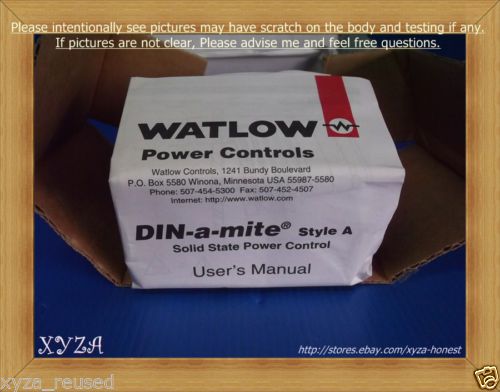 Please intentionally see pictures may have scratch on the body and testing if any.
If pictures are not clear, Please advise me and feel free questions.
WATLOW
Power Controls
Watlow Controls, 1241 Bundy Boulevard
P.O. Box 5580 Winona, Minnesota USA 55987-5580
Phone: 507-454-5300 Fax: 507-452-4507
Internet: http://www.watlow.com
DIN-a-mite® Style A
Solid State Power Control
User's Manual
XYZA
http://stores.ebay.com/xyza-honest
xyza_reused